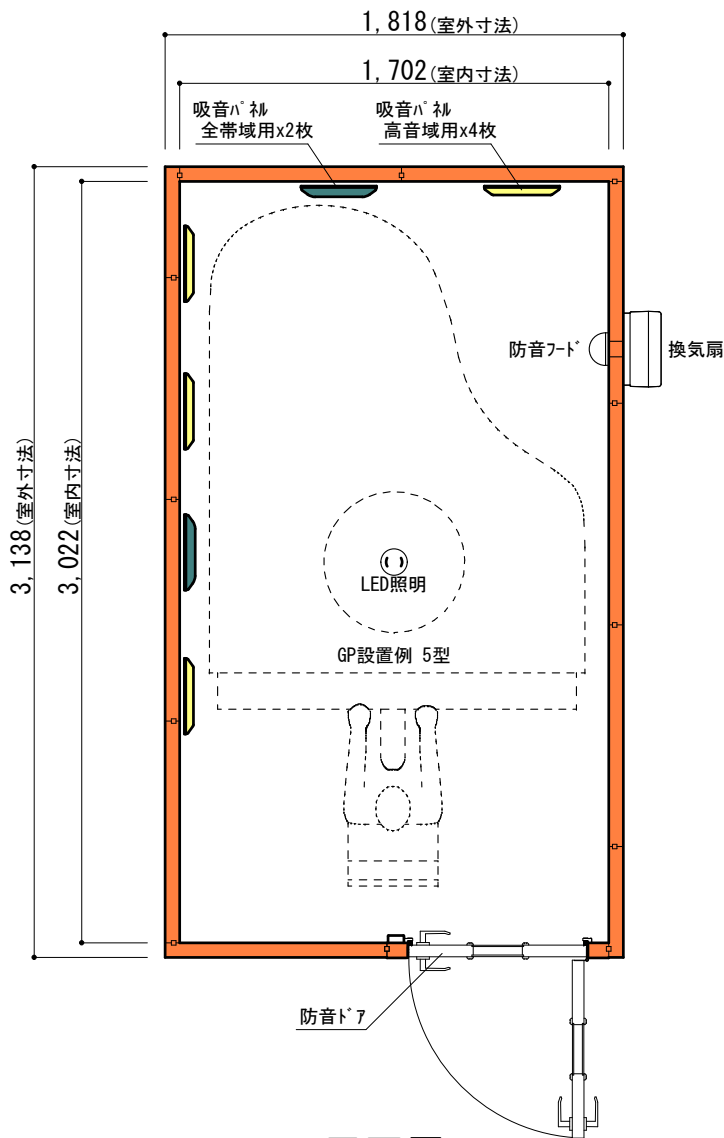 1,818(室外寸法)
1,702(室内寸法)
吸音パネル
全帯域用x2枚
吸音パネル
高音域用x4枚
防音フード
換気扇
3,138(室外寸法)
3,022(室内寸法)
LED照明
GP設置例 5型
防音ドア